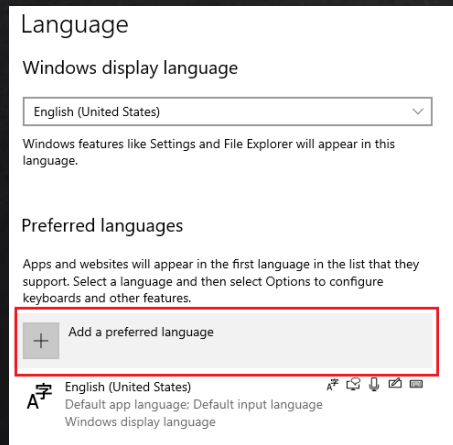 Language
Windows display language
English (United States)
Windows features like Settings and File Explorer will appear in this
language.
Preferred languages
Apps and websites will appear in the first language in the list that they
support. Select a language and then select Options to configure
keyboards and other features.
Add a preferred language
English (United States)
Default app language; Default input language
Windows display language